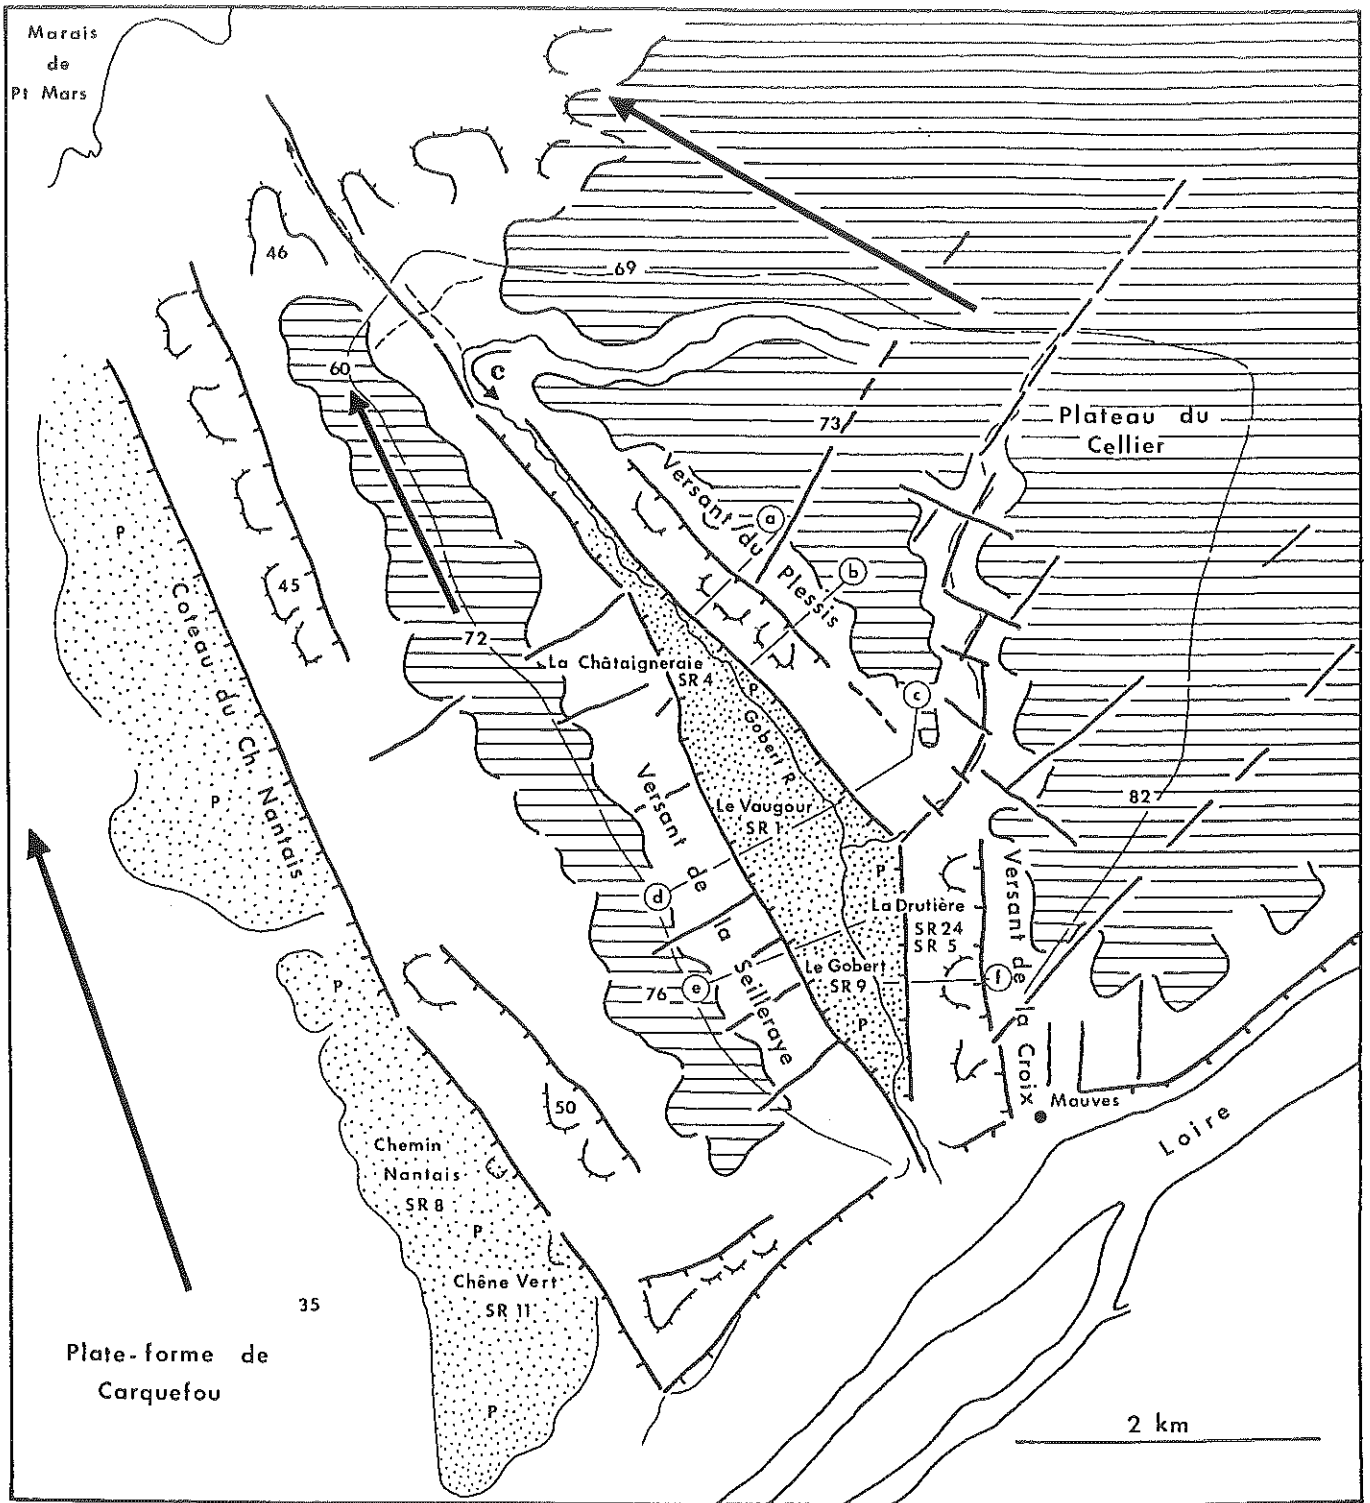 Marais
de
Pt Mars
46
69
60
C
73
Plateau du
Cellier
Versant du
Plessis
a
b
P
Coteau du Ch. Nantais
45
72
La Châtaigneraie
SR 4
P
Gobert R
c
P
Versant de
la Seilleraye
Le Vaugour
SR 1
82
d
P
La Drutière
SR 24
SR 5
Versant de
la Croix
Le Gobert
SR 9
P
76
e
f
P
50
Mauves
Loire
Chemin
Nantais
SR 8
P
Chêne Vert
SR 11
35
Plate-forme de
Carquefou
P
2 km